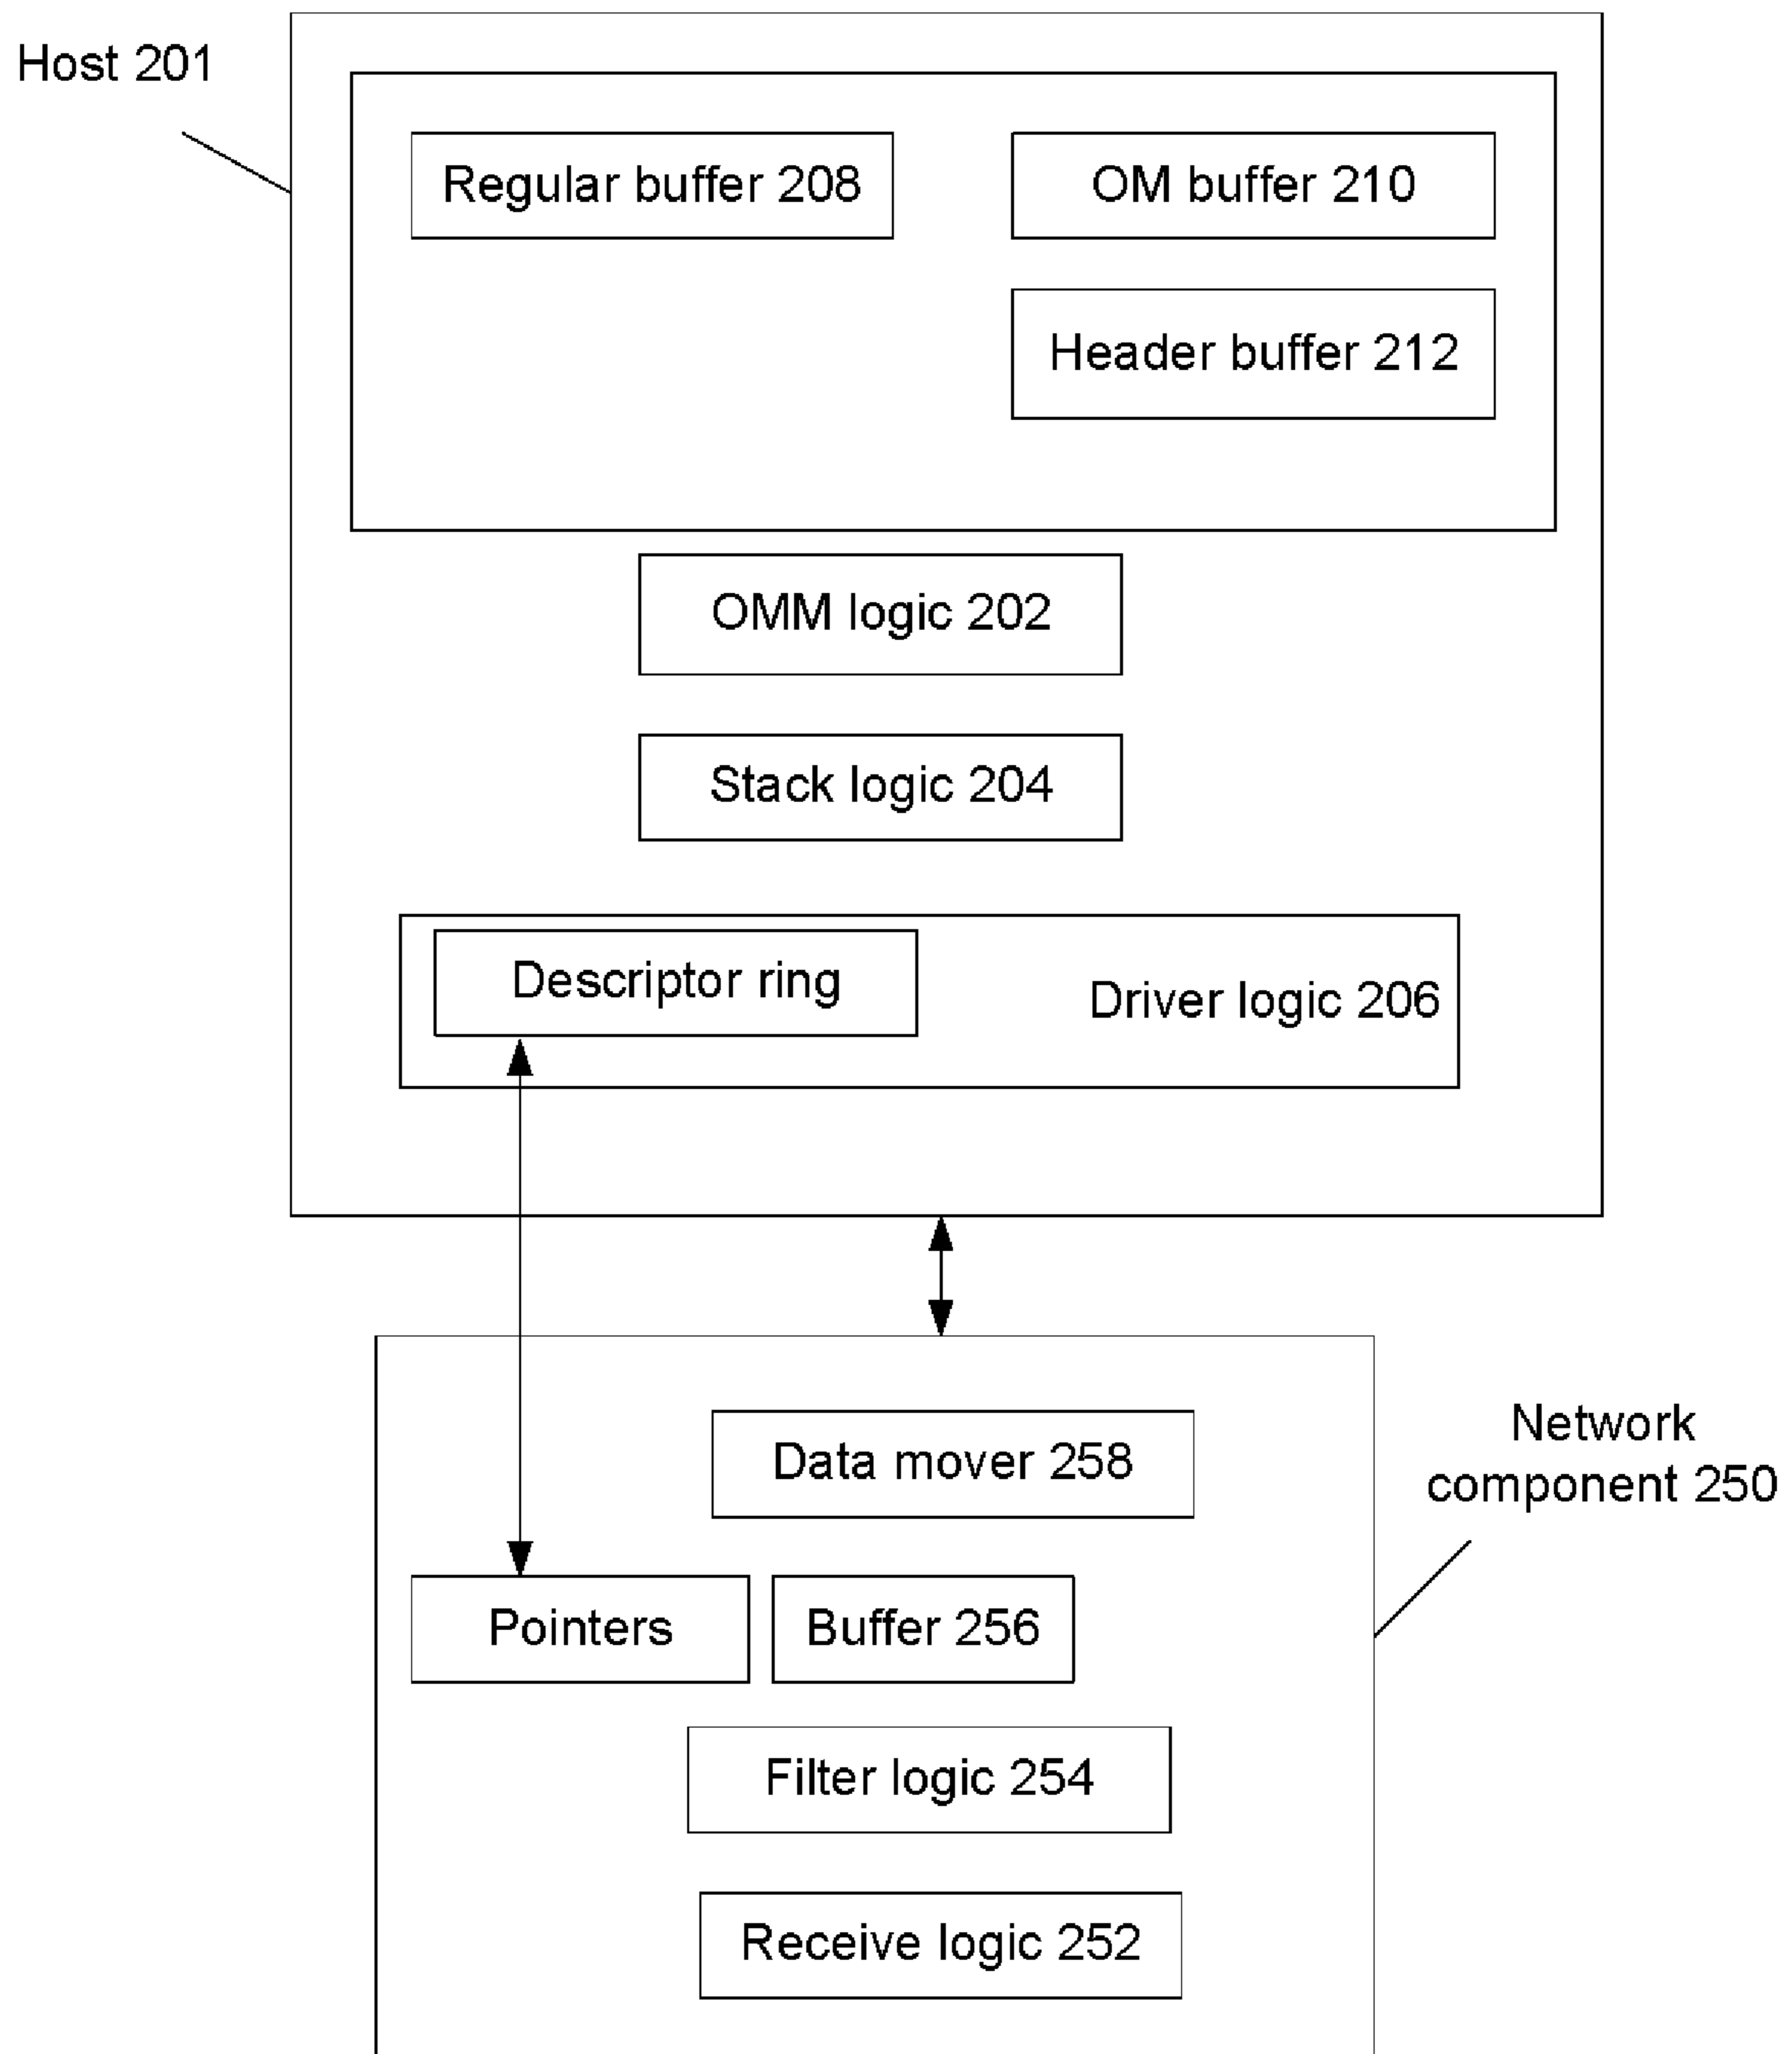 Host 201
Regular buffer 208
OM buffer 210
Header buffer 212
OMM logic 202
Stack logic 204
Descriptor ring
Driver logic 206
Data mover 258
Network
component 250
Pointers
Buffer 256
Filter logic 254
Receive logic 252